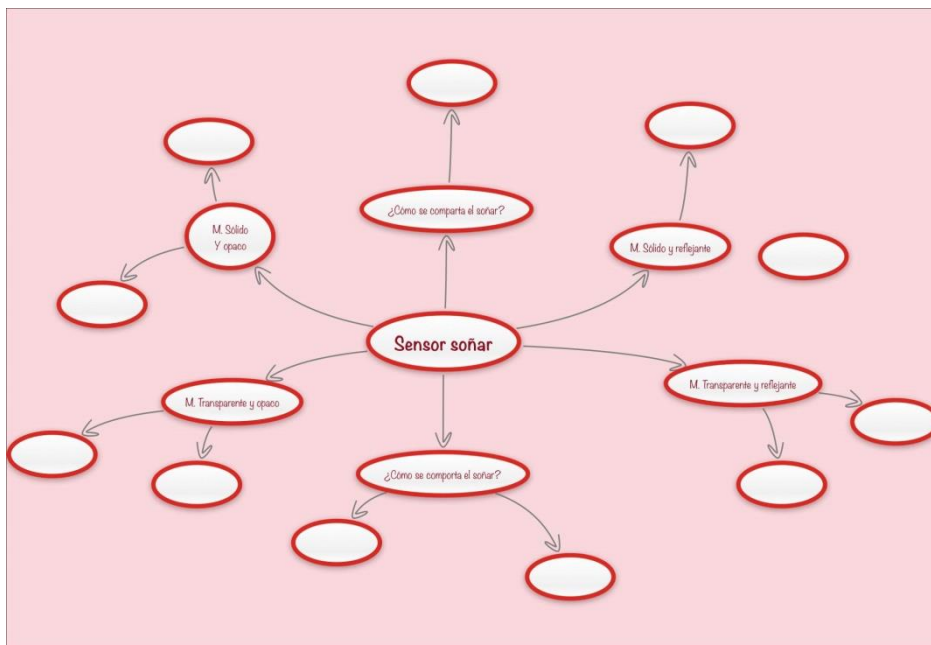 ¿Cómo se comparta el soñar?
M. Sólido
Y opaco
M. Sólido y reflejante
Sensor soñar
M. Transparente y reflejante
M. Transparente y opaco
¿Cómo se comporta el soñar?